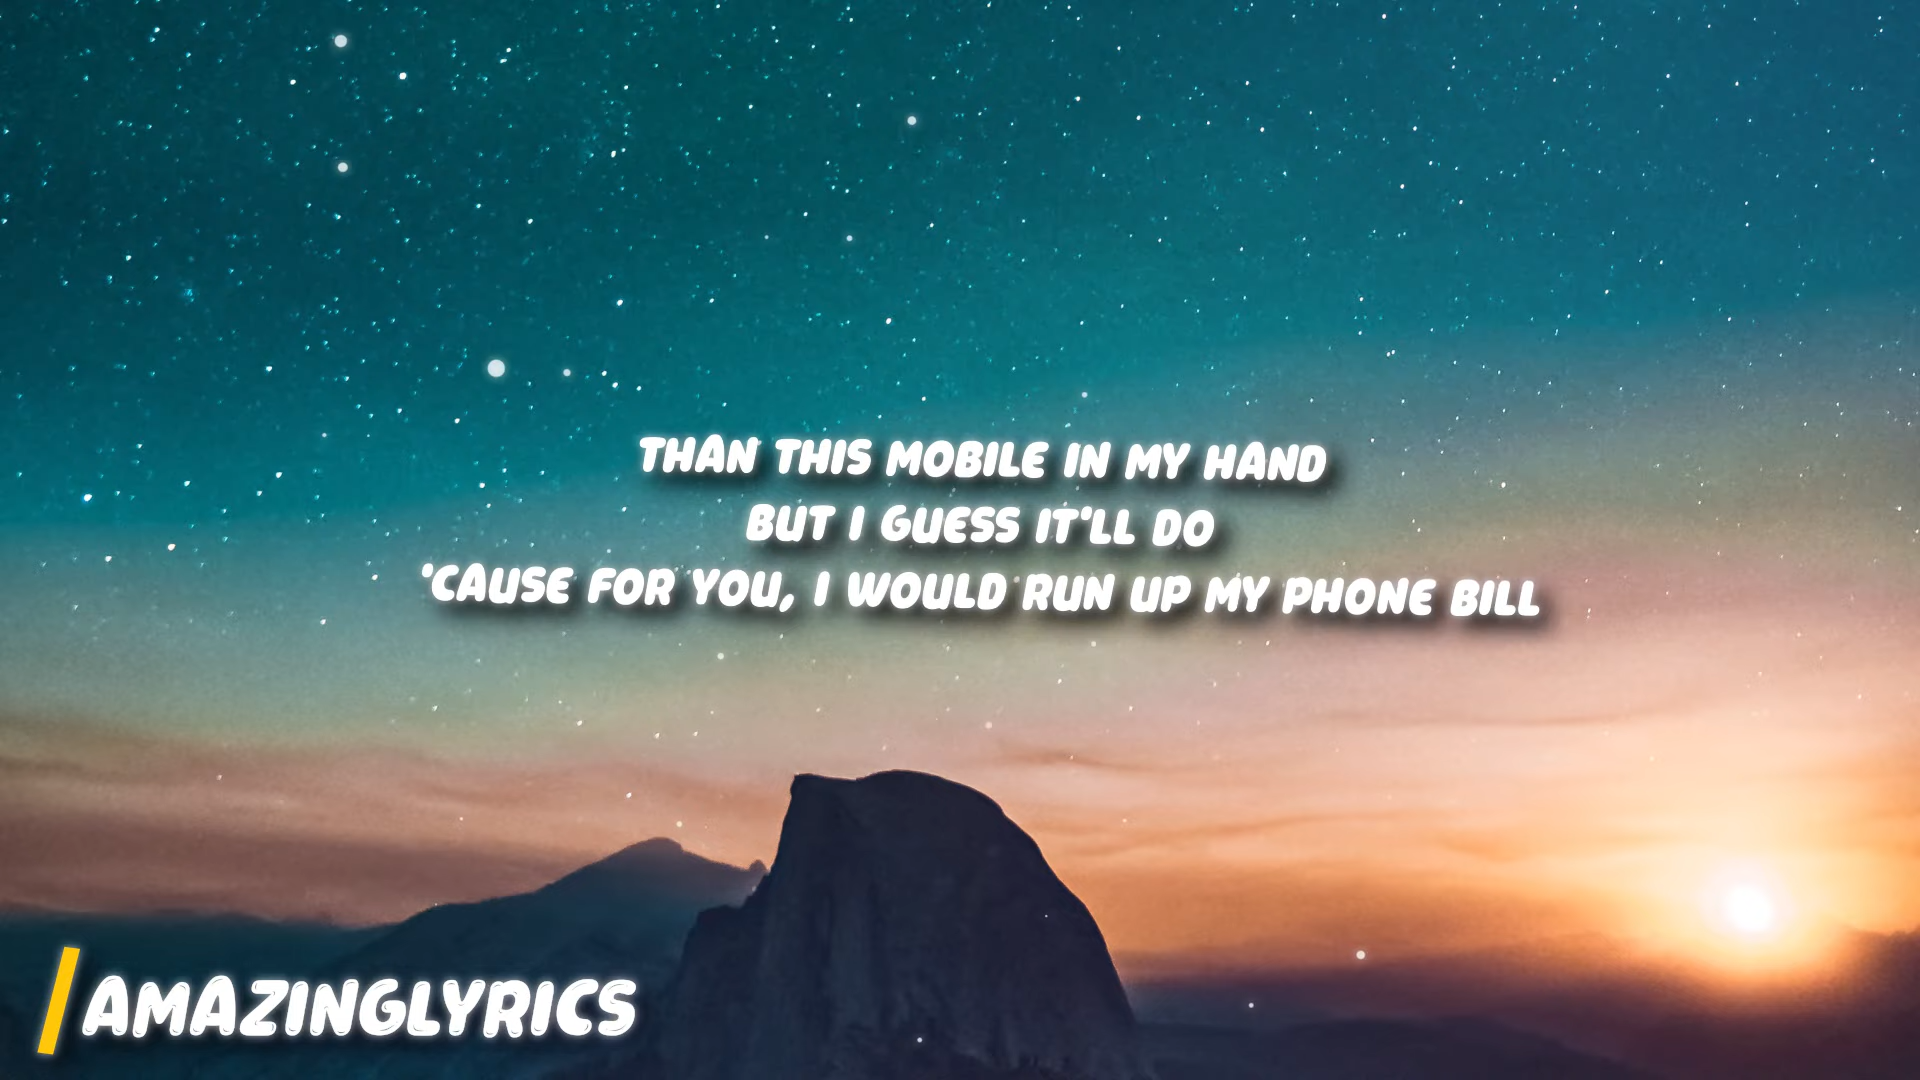 THAN THIS MOBILE IN MY HAND
BUT I GUESS IT'LL DO
'CAUSE FOR YOU, I WOULD RUN UP MY PHONE BILL
AMAZINGLYRICS